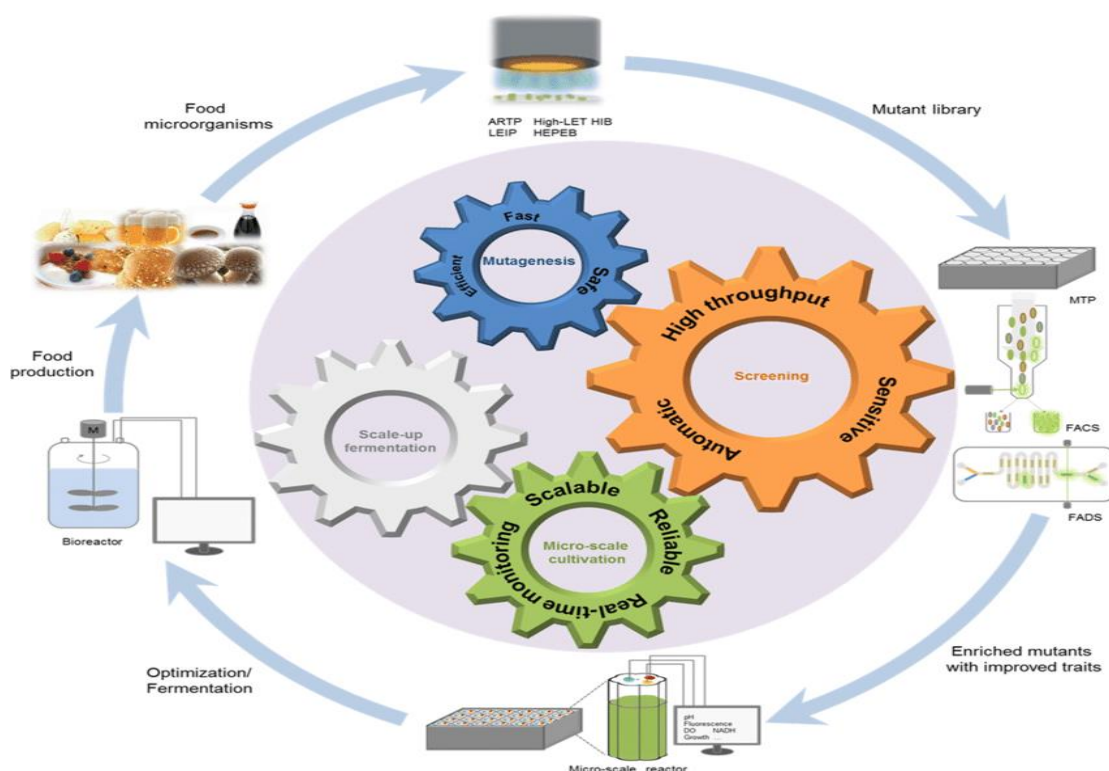 Food
microorganisms
ARTP High-LET HIB
LEIP HEPEB
Mutant library
MTP
FACS
FADS
Enriched mutants
with improved traits
Micro-scale reactor
pH
Fluorescence
DO NADH
Growth ...
Optimization/
Fermentation
Bioreactor
M
Food
production
Fast
Efficient
Safe
Mutagenesis
High throughput
Sensitive
Automatic
Screening
Scalable
Reliable
Real-time monitoring
Micro-scale
cultivation
Scale-up
fermentation